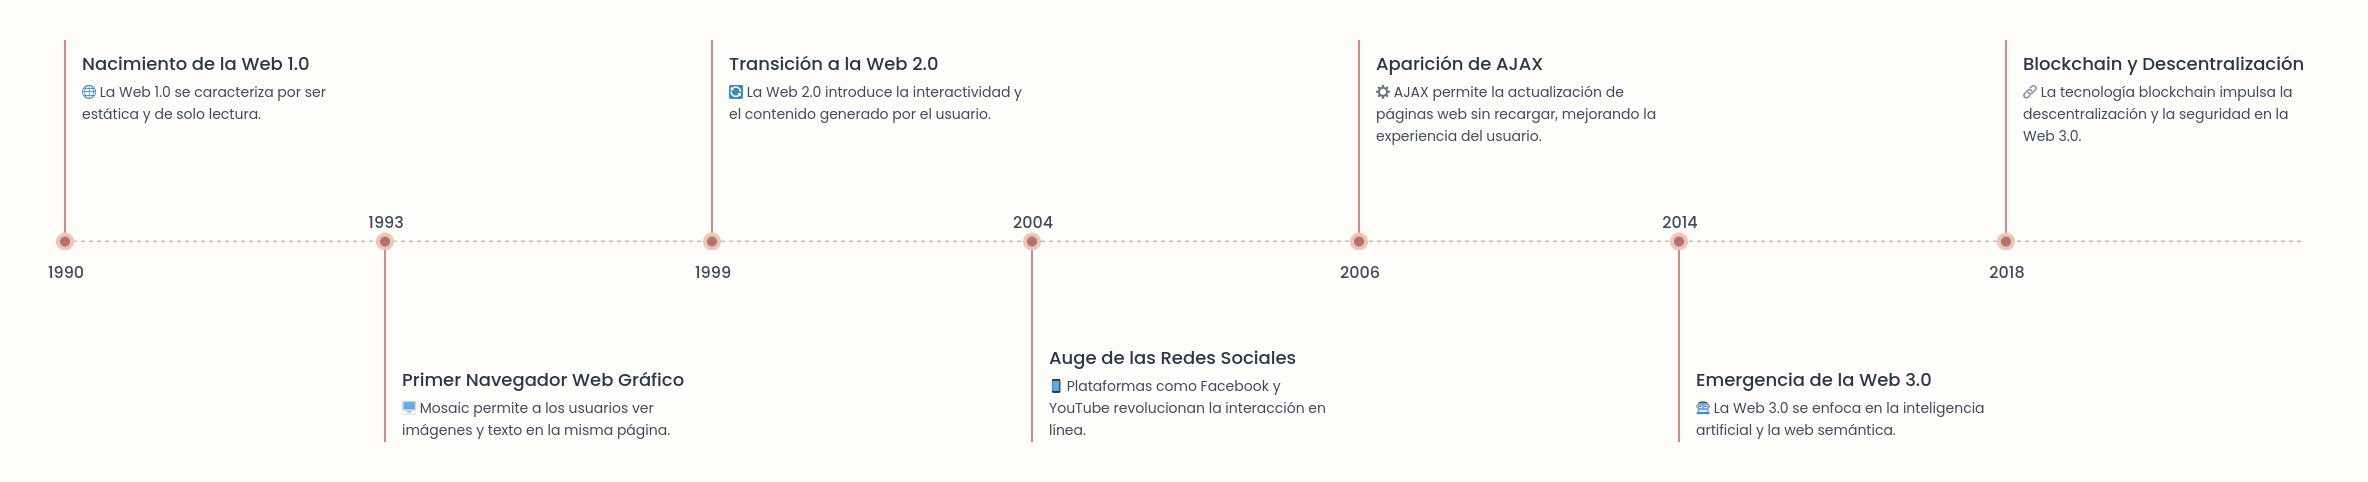 Nacimiento de la Web 1.0
🌐 La Web 1.0 se caracteriza por ser
estática y de solo lectura.
1990
1993
Primer Navegador Web Gráfico
🖥️ Mosaic permite a los usuarios ver
imágenes y texto en la misma página.
Transición a la Web 2.0
🔄 La Web 2.0 introduce la interactividad y
el contenido generado por el usuario.
1999
2004
Auge de las Redes Sociales
📱 Plataformas como Facebook y
YouTube revolucionan la interacción en
línea.
Aparición de AJAX
⚙️ AJAX permite la actualización de
páginas web sin recargar, mejorando la
experiencia del usuario.
2006
2014
Emergencia de la Web 3.0
🤖 La Web 3.0 se enfoca en la inteligencia
artificial y la web semántica.
Blockchain y Descentralización
🔗 La tecnología blockchain impulsa la
descentralización y la seguridad en la
Web 3.0.
2018